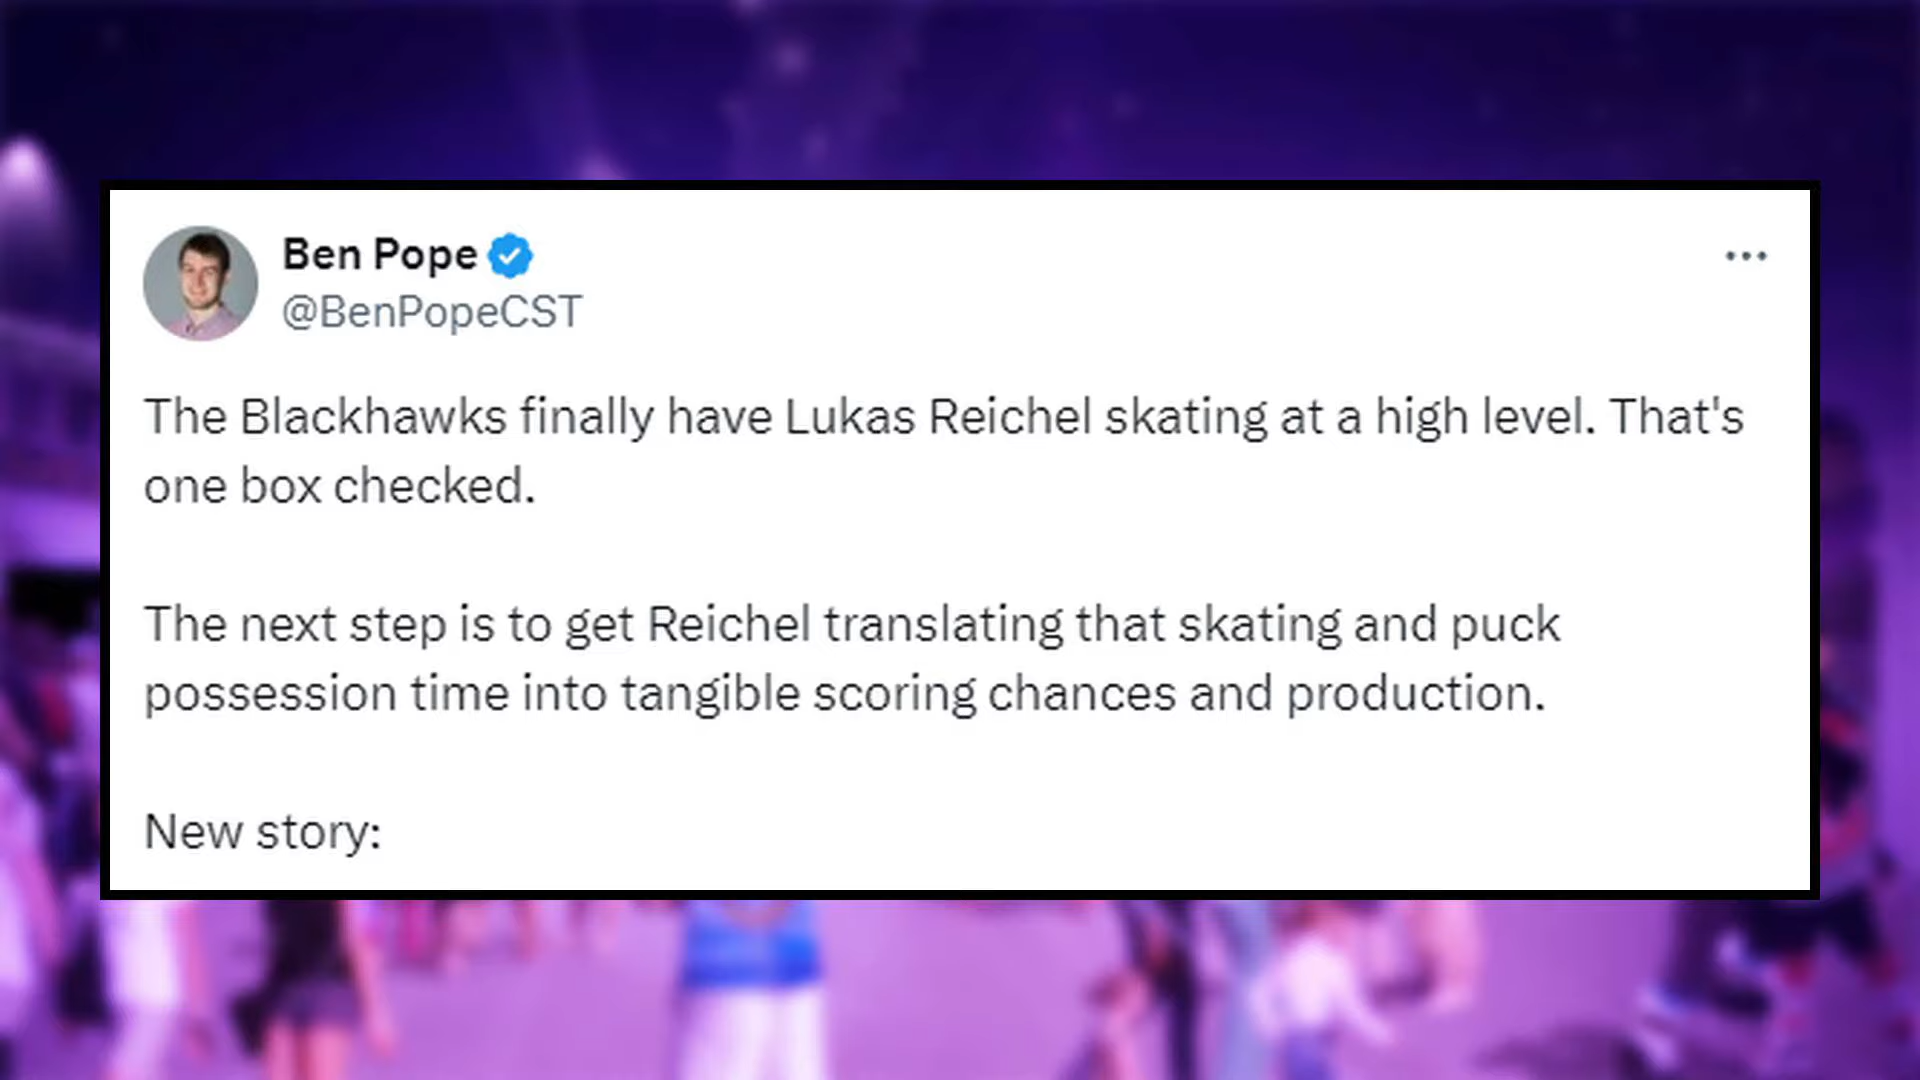 Ben Pope
@BenPopeCST
The Blackhawks finally have Lukas Reichel skating at a high level. That's
one box checked.
The next step is to get Reichel translating that skating and puck
possession time into tangible scoring chances and production.
New story: